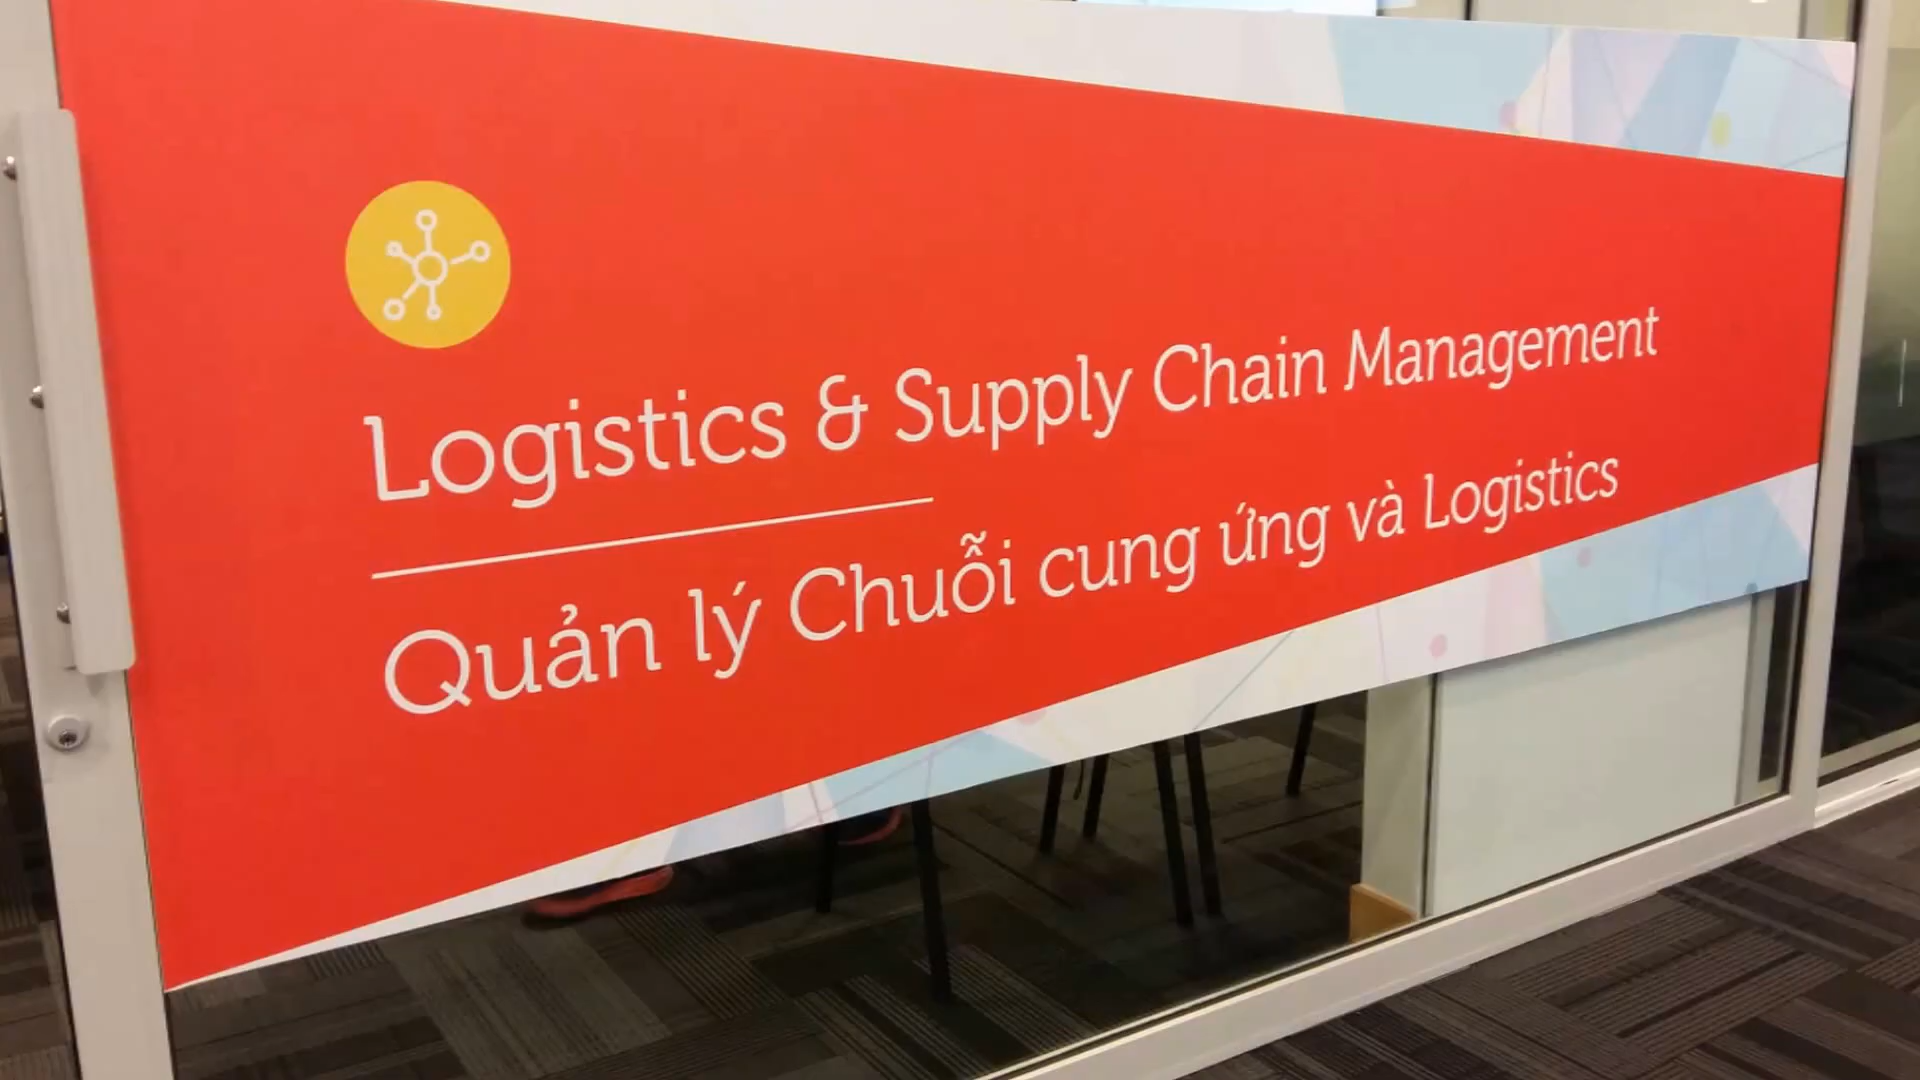 Logistics & Supply Chain Management
Quản lý Chuỗi cung ứng và Logistics